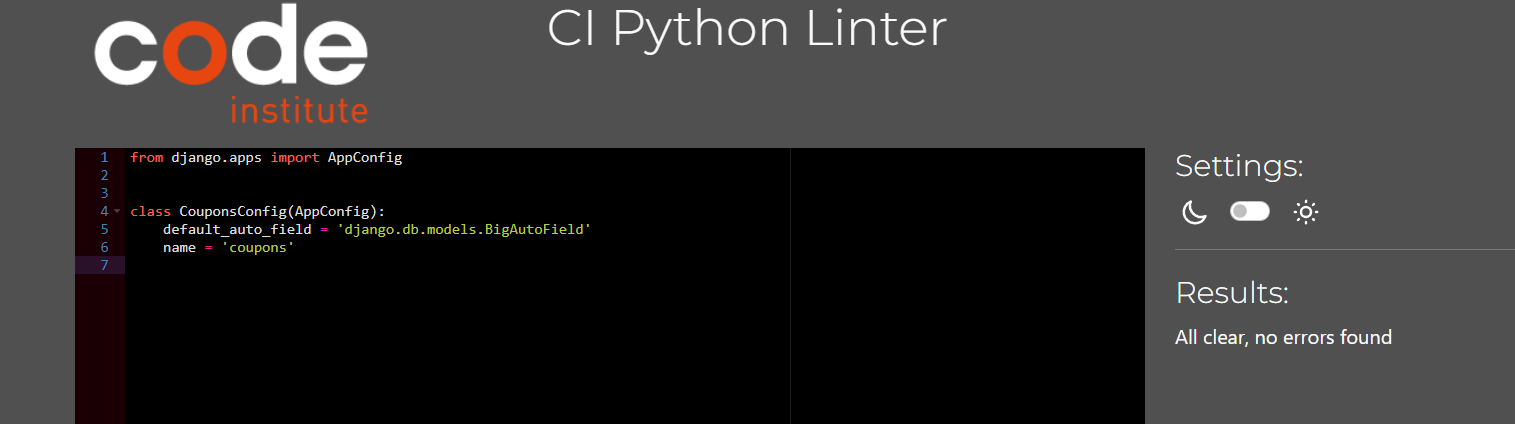 code
institute
CI Python Linter
1 from django.apps import AppConfig
2
3
4 class CouponsConfig(AppConfig):
5     default_auto_field = 'django.db.models.BigAutoField'
6     name = 'coupons'
7
Settings:
Results:
All clear, no errors found